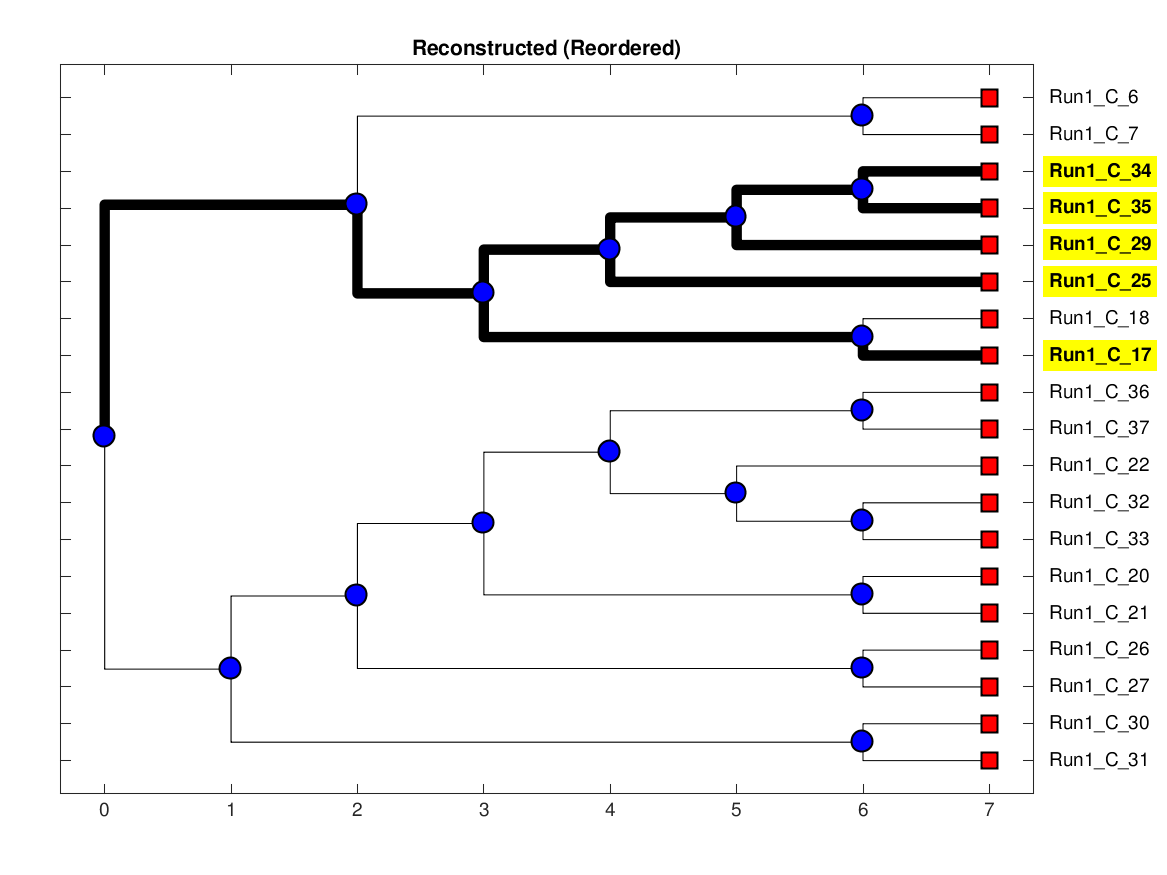 Reconstructed (Reordered)
Run1_C_6
Run1_C_7
Run1_C_34
Run1_C_35
Run1_C_29
Run1_C_25
Run1_C_18
Run1_C_17
Run1_C_36
Run1_C_37
Run1_C_22
Run1_C_32
Run1_C_33
Run1_C_20
Run1_C_21
Run1_C_26
Run1_C_27
Run1_C_30
Run1_C_31
0 1 2 3 4 5 6 7